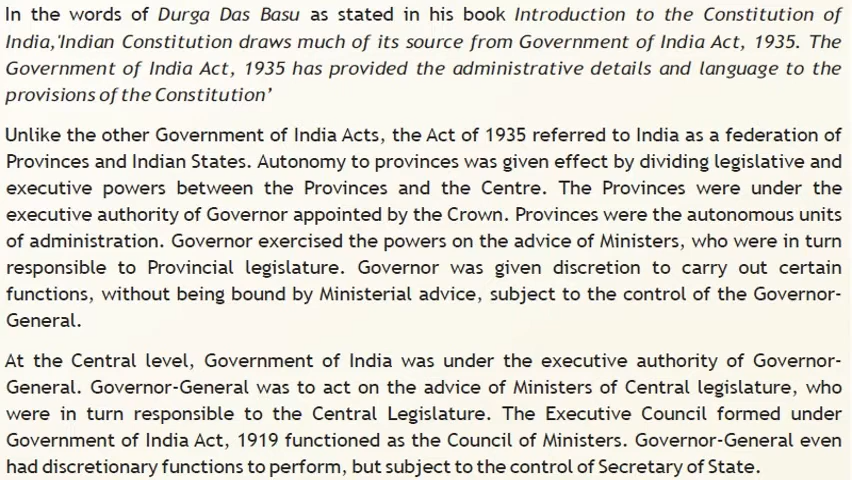 In the words of Durga Das Basu as stated in his book Introduction to the Constitution of
India,'Indian Constitution draws much of its source from Government of India Act, 1935. The
Government of India Act, 1935 has provided the administrative details and language to the
provisions of the Constitution’
Unlike the other Government of India Acts, the Act of 1935 referred to India as a federation of
Provinces and Indian States. Autonomy to provinces was given effect by dividing legislative and
executive powers between the Provinces and the Centre. The Provinces were under the
executive authority of Governor appointed by the Crown. Provinces were the autonomous units
of administration. Governor exercised the powers on the advice of Ministers, who were in turn
responsible to Provincial legislature. Governor was given discretion to carry out certain
functions, without being bound by Ministerial advice, subject to the control of the Governor-
General.
At the Central level, Government of India was under the executive authority of Governor-
General. Governor-General was to act on the advice of Ministers of Central legislature, who
were in turn responsible to the Central Legislature. The Executive Council formed under
Government of India Act, 1919 functioned as the Council of Ministers. Governor-General even
had discretionary functions to perform, but subject to the control of Secretary of State.